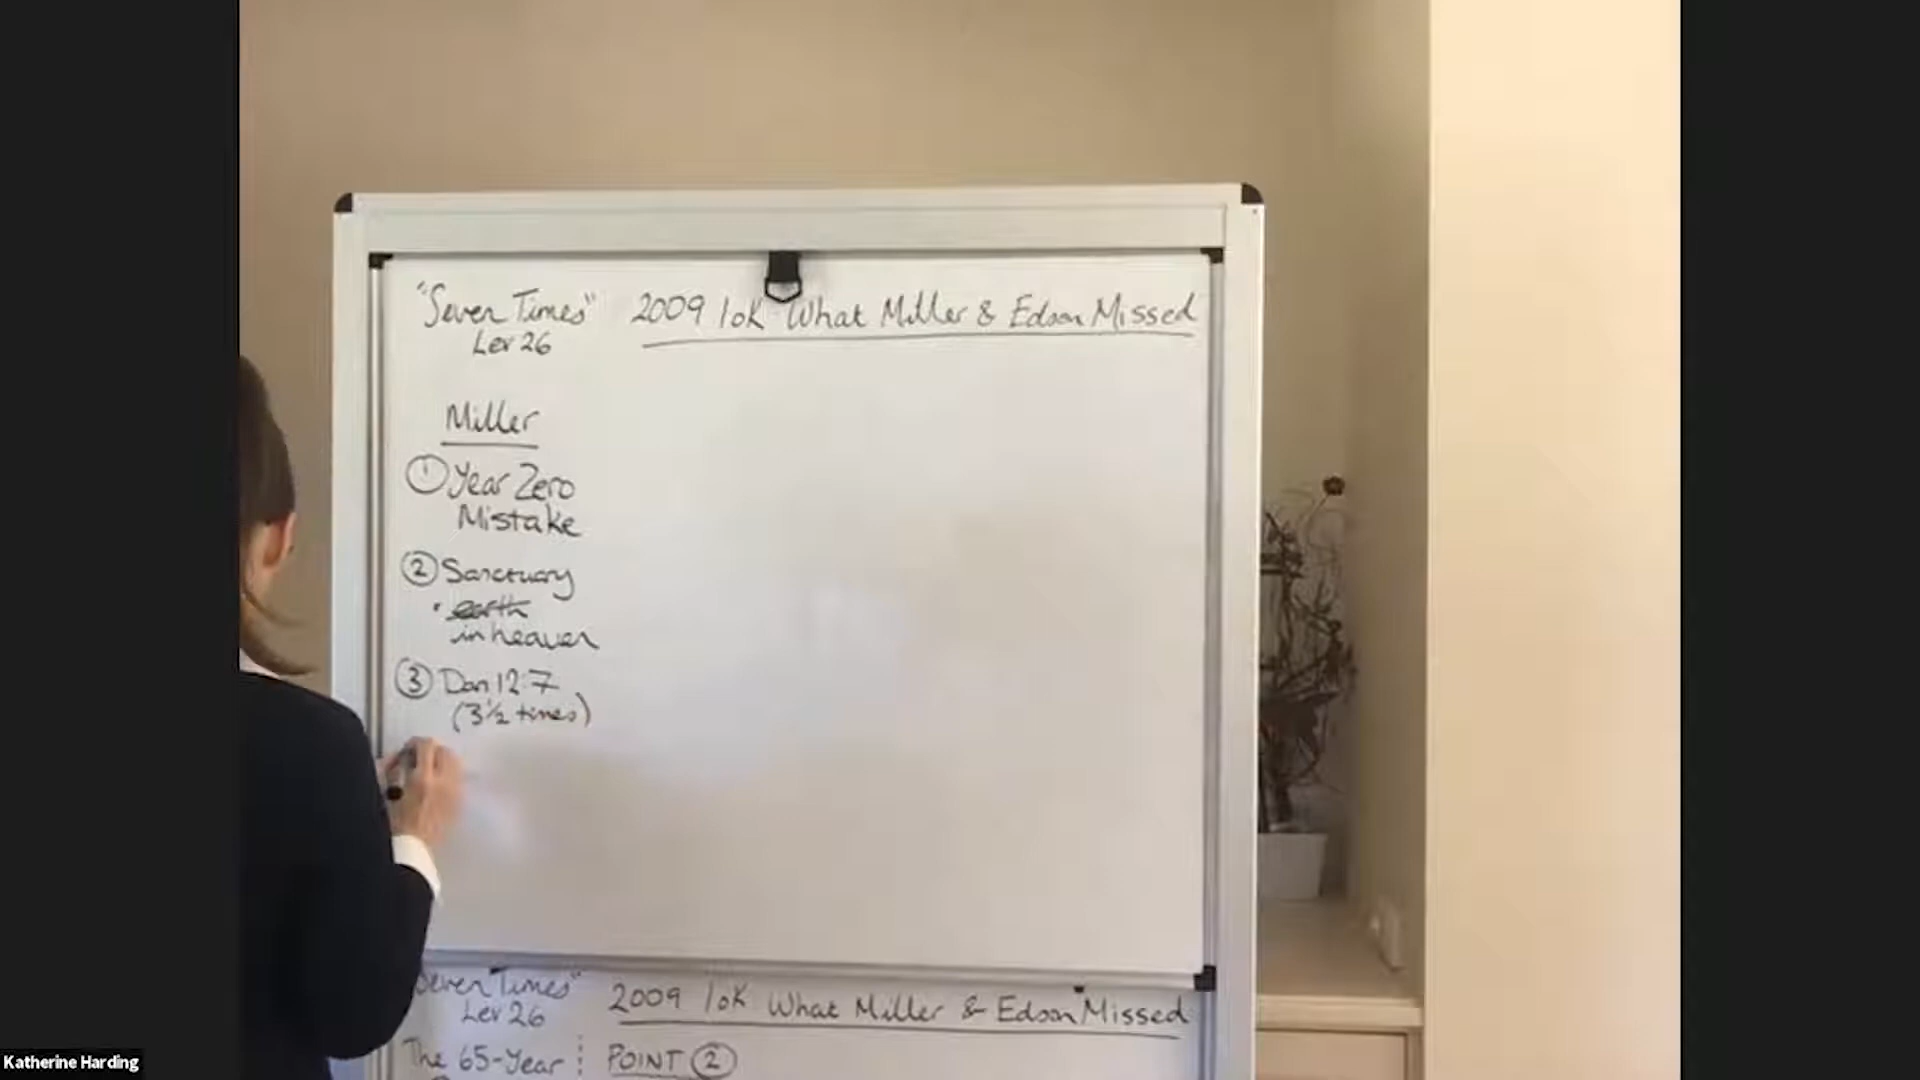 "Seven Times" 2009 1ok What Miller & Edson Missed
Lev 26
Miller
① Year Zero
Mistake
② Sanctuary
• earth
in heaven
③ Dan 12:7
(3½ times)
Seven Times" 2009 1ok What Miller & Edson Missed
Lev 26
The 65-Year POINT ②
Katherine Harding